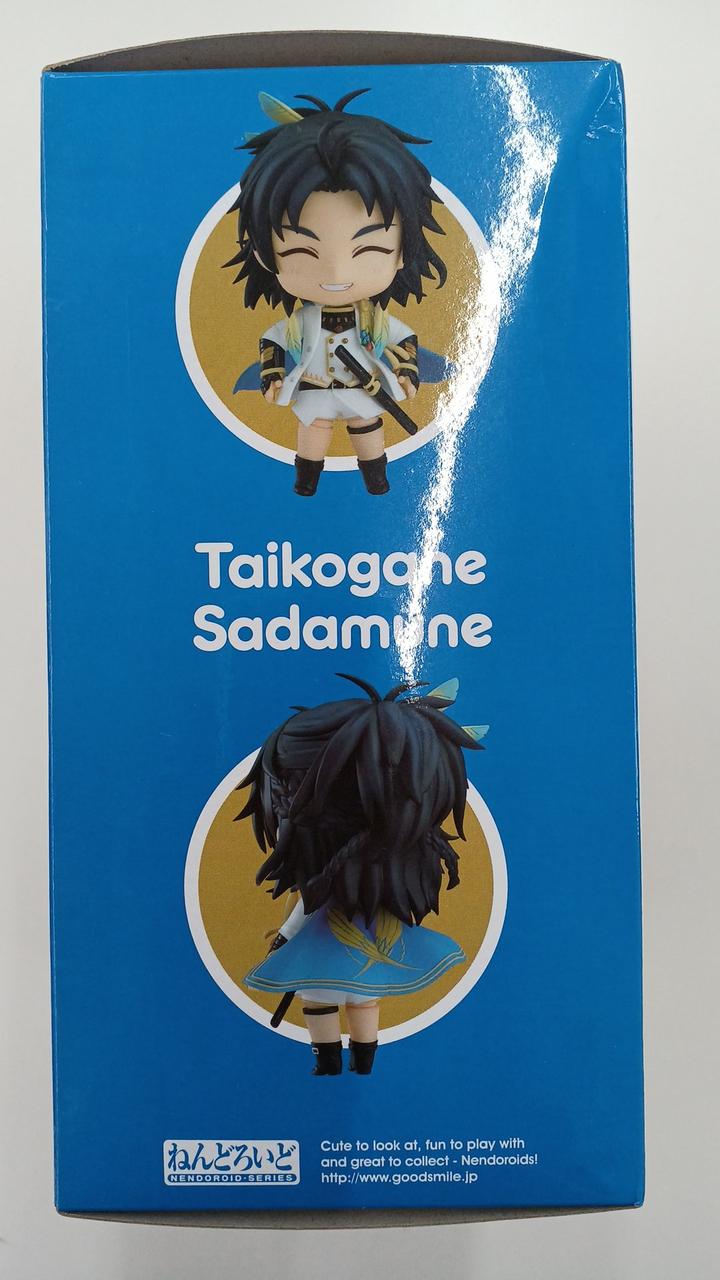 Taikogane
Sadamune
ねんどろいど
NENDOROID-SERIES
Cute to look at, fun to play with
and great to collect - Nendoroids!
http://www.goodsmile.jp